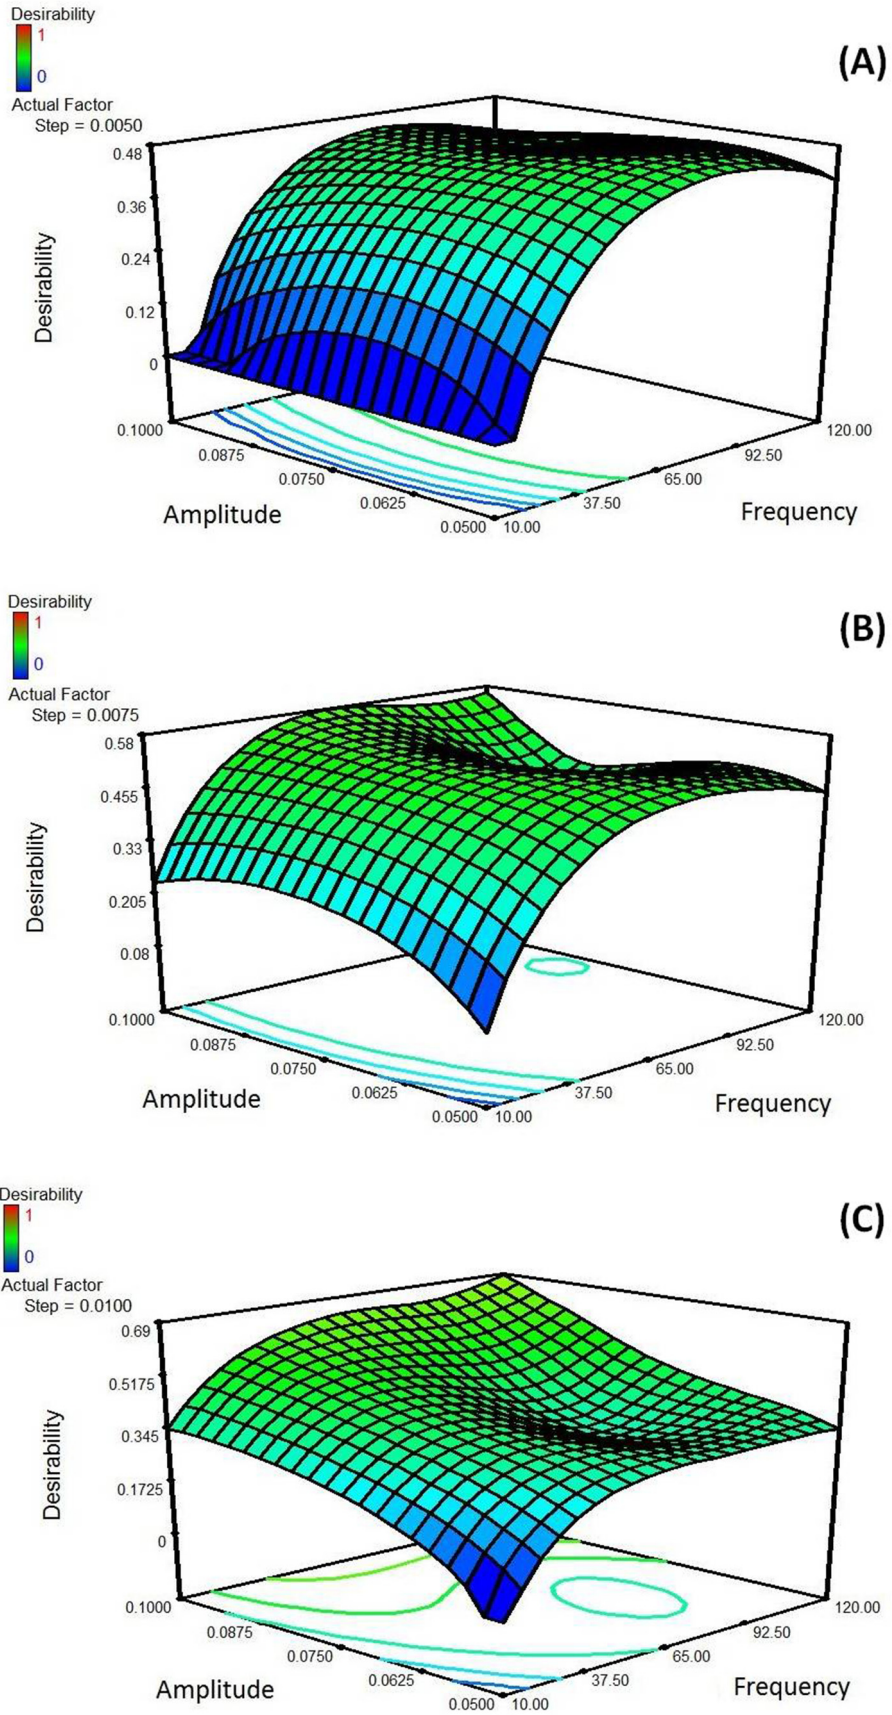 Desirability
1
0
(A)
Actual Factor
Step = 0.0050
0.48
0.36
0.24
0.12
0
Desirability
0.1000
0.0875
0.0750
0.0625
0.0500
10.00
37.50
65.00
92.50
120.00
Amplitude
Frequency
Desirability
1
0
(B)
Actual Factor
Step = 0.0075
0.58
0.455
0.33
0.205
0.08
Desirability
0.1000
0.0875
0.0750
0.0625
0.0500
10.00
37.50
65.00
92.50
120.00
Amplitude
Frequency
Desirability
1
0
(C)
Actual Factor
Step = 0.0100
0.69
0.5175
0.345
0.1725
0
Desirability
0.1000
0.0875
0.0750
0.0625
0.0500
10.00
37.50
65.00
92.50
120.00
Amplitude
Frequency